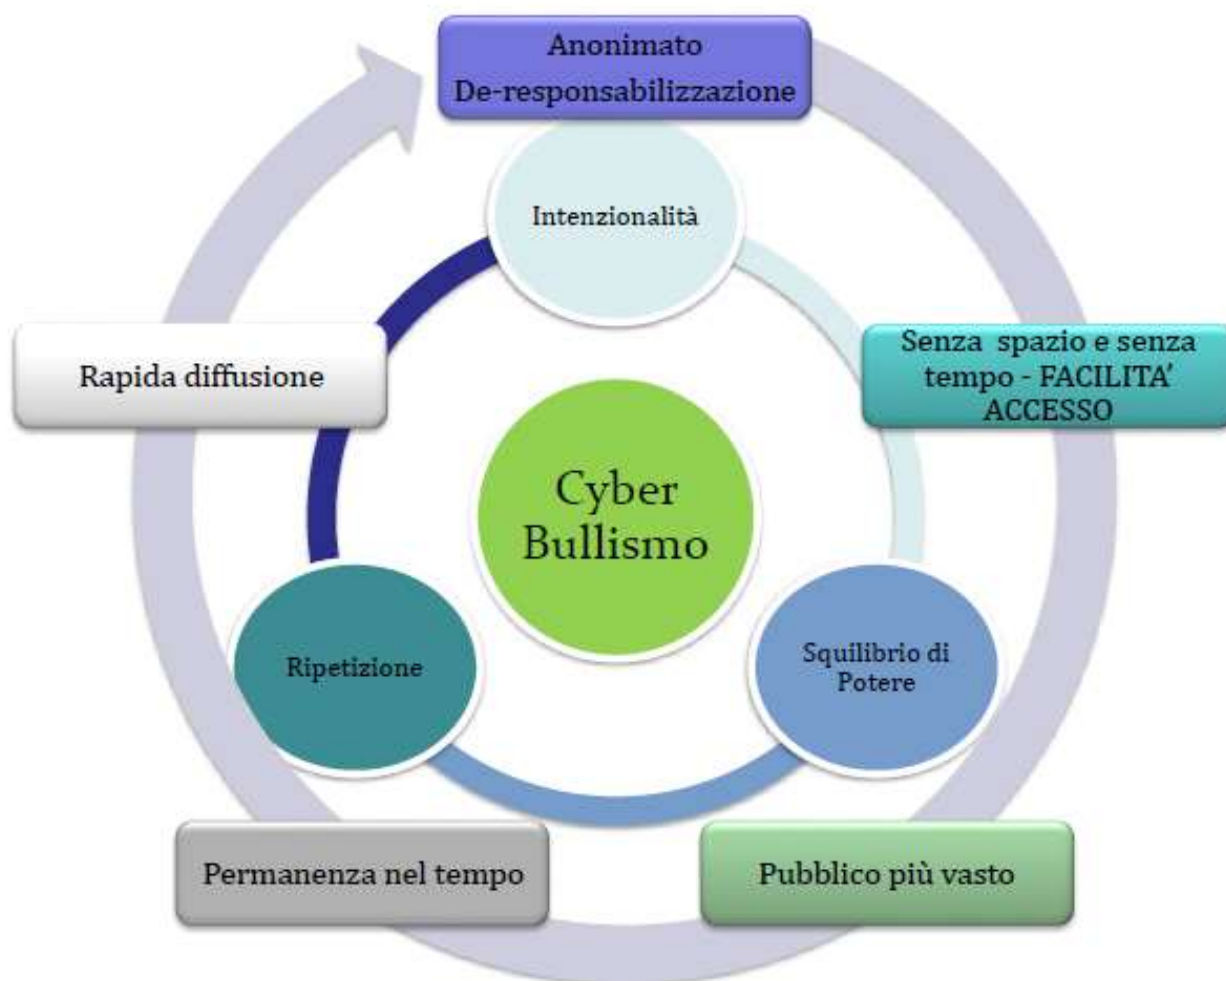 Anonimato
De-responsabilizzazione
Intenzionalità
Rapida diffusione
Senza spazio e senza
tempo - FACILITA’
ACCESSO
Cyber
Bullismo
Ripetizione
Squilibrio di
Potere
Permanenza nel tempo
Pubblico più vasto